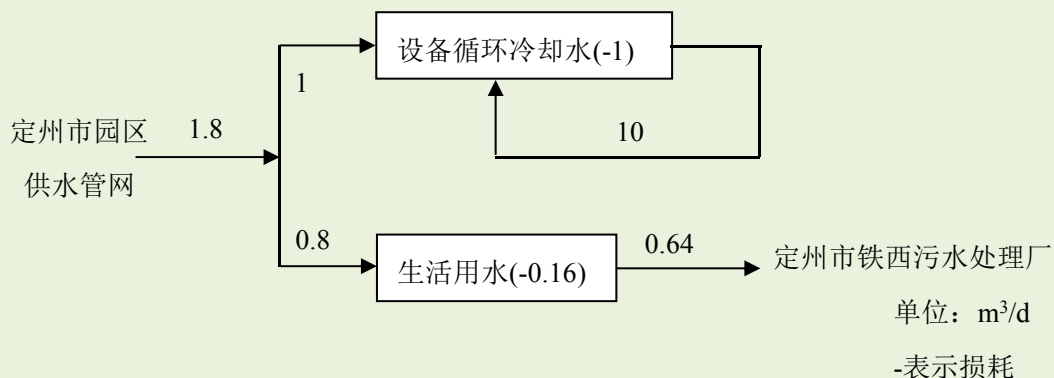 设备循环冷却水(-1)
1
定州市园区
供水管网
1.8
10
0.8
生活用水(-0.16)
0.64
定州市铁西污水处理厂
单位：m³/d
-表示损耗